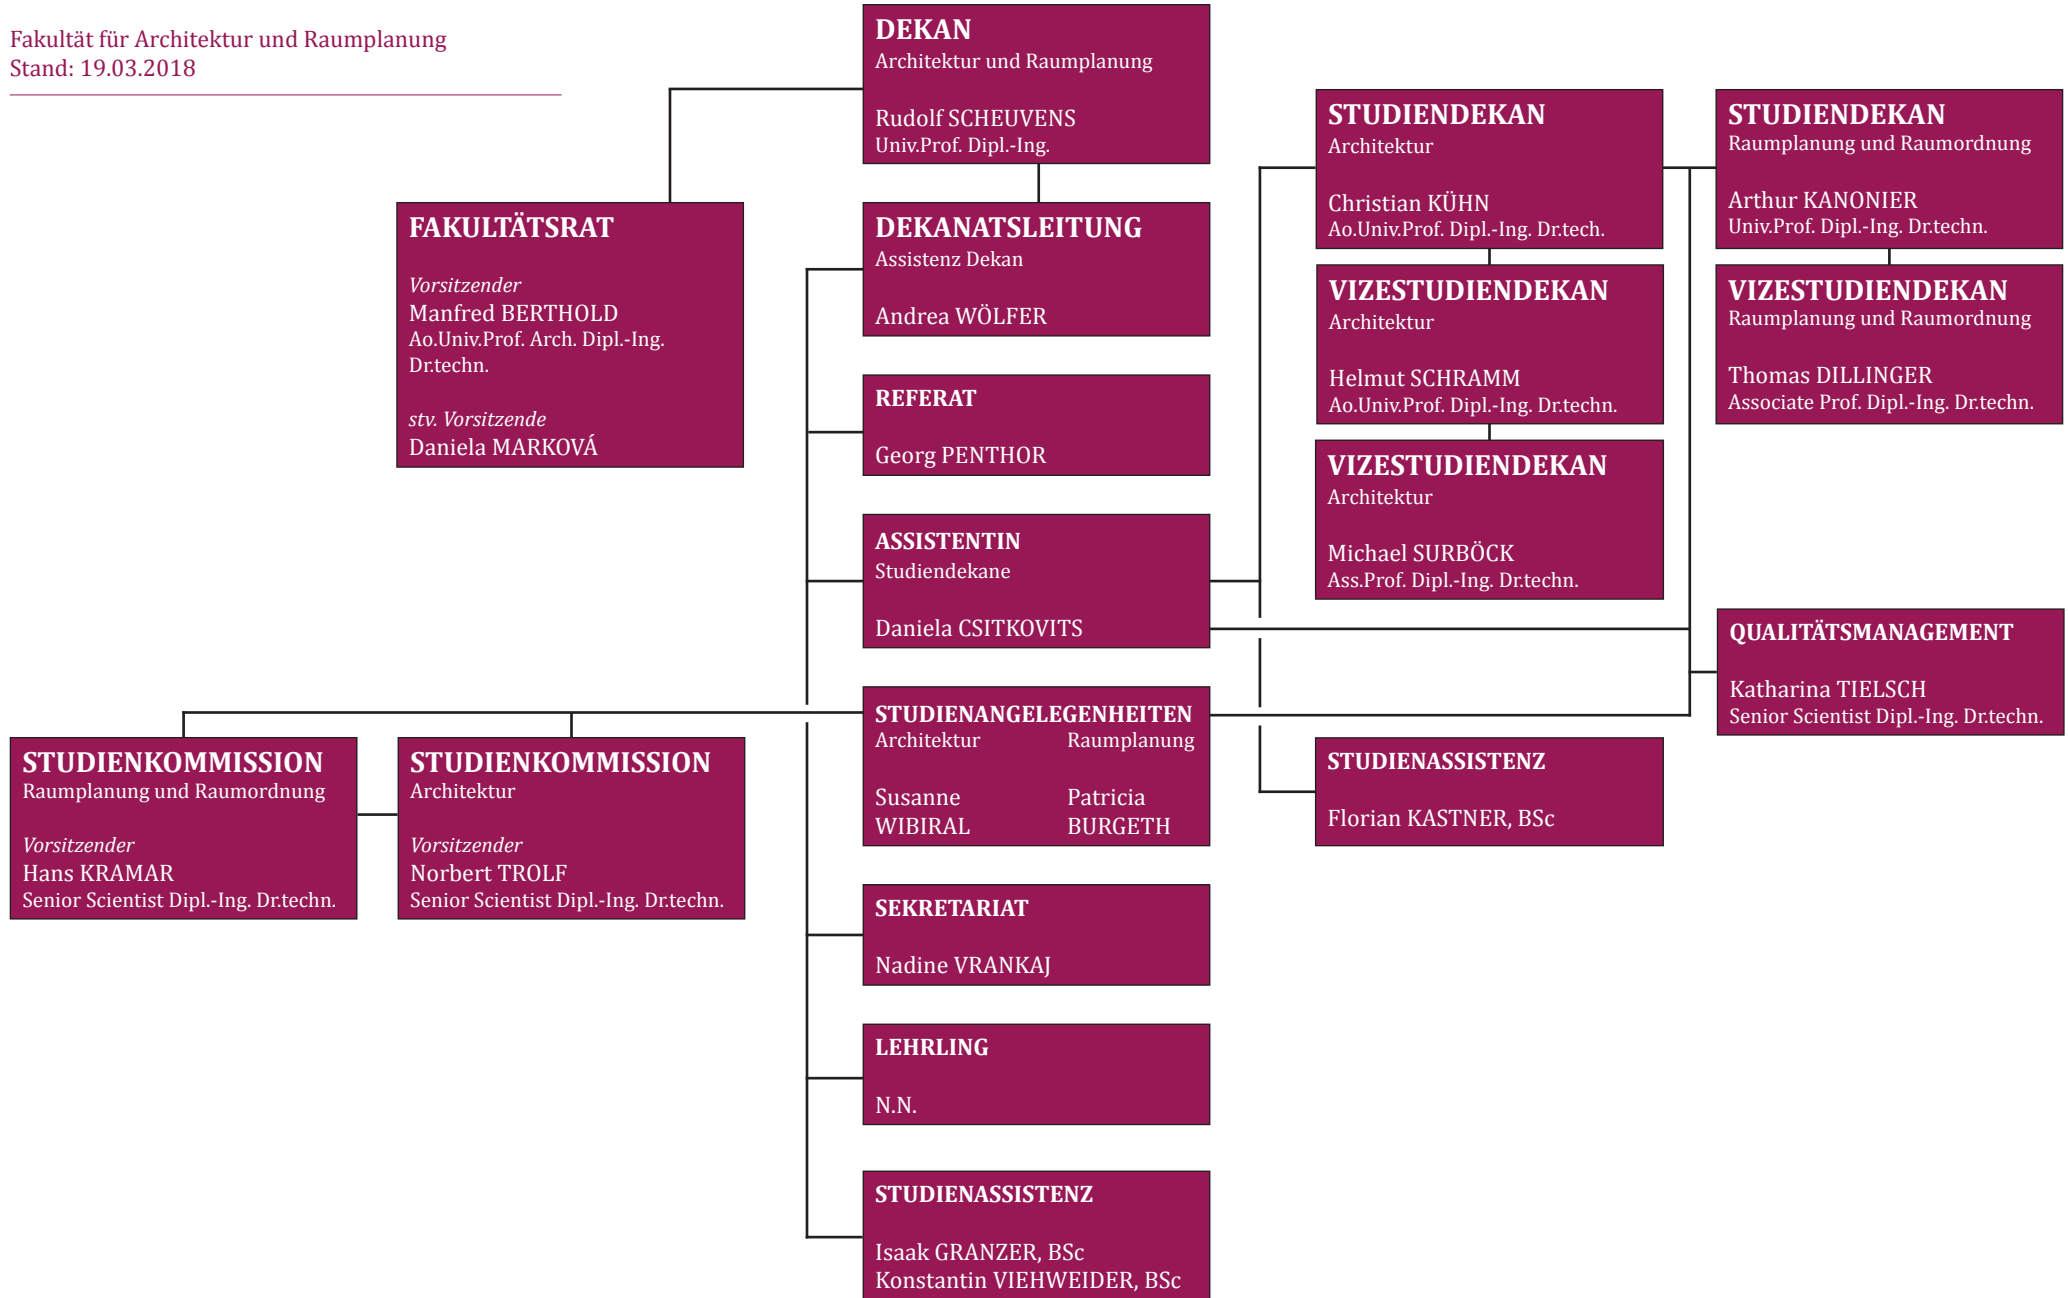 Fakultät für Architektur und Raumplanung
Stand: 19.03.2018
DEKAN
Architektur und Raumplanung
Rudolf SCHEUVENS
Univ.Prof. Dipl.-Ing.
FAKULTÄTSRAT
Vorsitzender
Manfred BERTHOLD
Ao.Univ.Prof. Arch. Dipl.-Ing.
Dr.techn.
stv. Vorsitzende
Daniela MARKOVÁ
DEKANATSLEITUNG
Assistenz Dekan
Andrea WÖLFER
REFERAT
Georg PENTHOR
ASSISTENTIN
Studiendekane
Daniela CSITKOVITS
STUDIENDEKAN
Architektur
Christian KÜHN
Ao.Univ.Prof. Dipl.-Ing. Dr.tech.
VIZESTUDIENDEKAN
Architektur
Helmut SCHRAMM
Ao.Univ.Prof. Dipl.-Ing. Dr.techn.
VIZESTUDIENDEKAN
Architektur
Michael SURBÖCK
Ass.Prof. Dipl.-Ing. Dr.techn.
STUDIENDEKAN
Raumplanung und Raumordnung
Arthur KANONIER
Univ.Prof. Dipl.-Ing. Dr.techn.
VIZESTUDIENDEKAN
Raumplanung und Raumordnung
Thomas DILLINGER
Associate Prof. Dipl.-Ing. Dr.techn.
QUALITÄTSMANAGEMENT
Katharina TIELSCH
Senior Scientist Dipl.-Ing. Dr.techn.
STUDIENKOMMISSION
Raumplanung und Raumordnung
Vorsitzender
Hans KRAMAR
Senior Scientist Dipl.-Ing. Dr.techn.
STUDIENKOMMISSION
Architektur
Vorsitzender
Norbert TROLF
Senior Scientist Dipl.-Ing. Dr.techn.
STUDIENANGELEGENHEITEN
Architektur Raumplanung
Susanne Patricia
WIBIRAL BURGETH
STUDIENASSISTENZ
Florian KASTNER, BSc
SEKRETARIAT
Nadine VRANKAJ
LEHRLING
N.N.
STUDIENASSISTENZ
Isaak GRANZER, BSc
Konstantin VIEHWEIDER, BSc